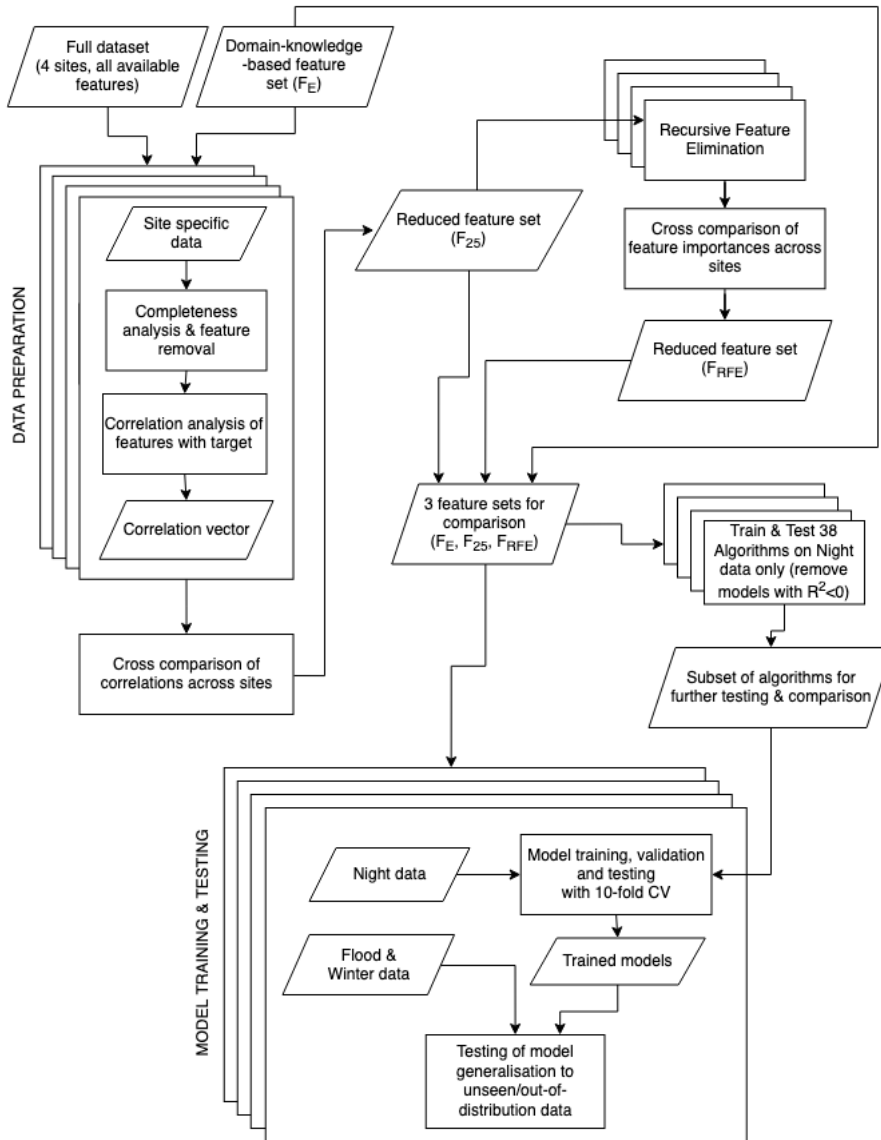 Full dataset
(4 sites, all available
features)
Domain-knowledge
-based feature
set (F_E)
DATA PREPARATION
Site specific
data
Completeness
analysis & feature
removal
Correlation analysis of
features with target
Correlation vector
Cross comparison of
correlations across sites
Reduced feature set
(F_25)
Recursive Feature
Elimination
Cross comparison of
feature importances across
sites
Reduced feature set
(F_RFE)
3 feature sets for
comparison
(F_E, F_25, F_RFE)
Train & Test 38
Algorithms on Night
data only (remove
models with R^2<0)
Subset of algorithms for
further testing & comparison
MODEL TRAINING & TESTING
Night data
Model training, validation
and testing
with 10-fold CV
Flood &
Winter data
Trained models
Testing of model
generalisation to
unseen/out-of-
distribution data